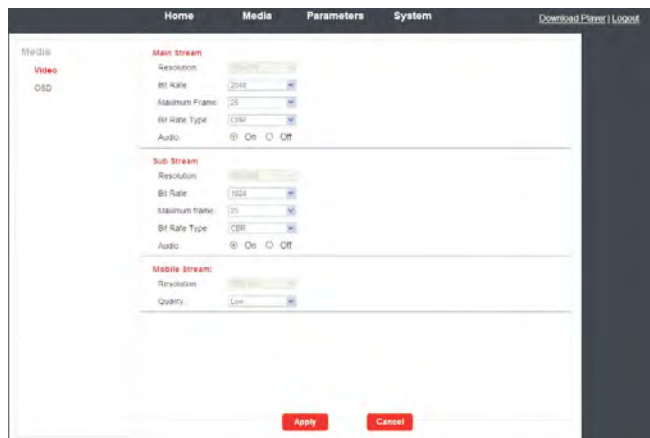 Home Media Parameters System Download Player | Logout
Media
Video
OSD
Main Stream
Resolution
Bit Rate 2048
Maximum Frame 25
Bit Rate Type CBR
Audio On Off
Sub Stream
Resolution
Bit Rate 1024
Maximum frame 25
Bit Rate Type CBR
Audio On Off
Mobile Stream:
Resolution
Quality Low
Apply Cancel